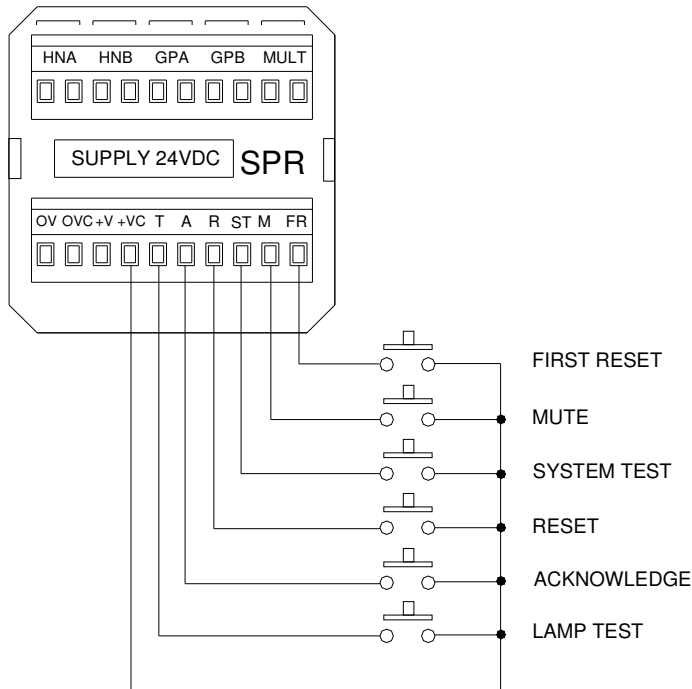 HNA HNB GPA GPB MULT
SUPPLY 24VDC SPR
OV OVC +V +VC T A R ST M FR
FIRST RESET
MUTE
SYSTEM TEST
RESET
ACKNOWLEDGE
LAMP TEST